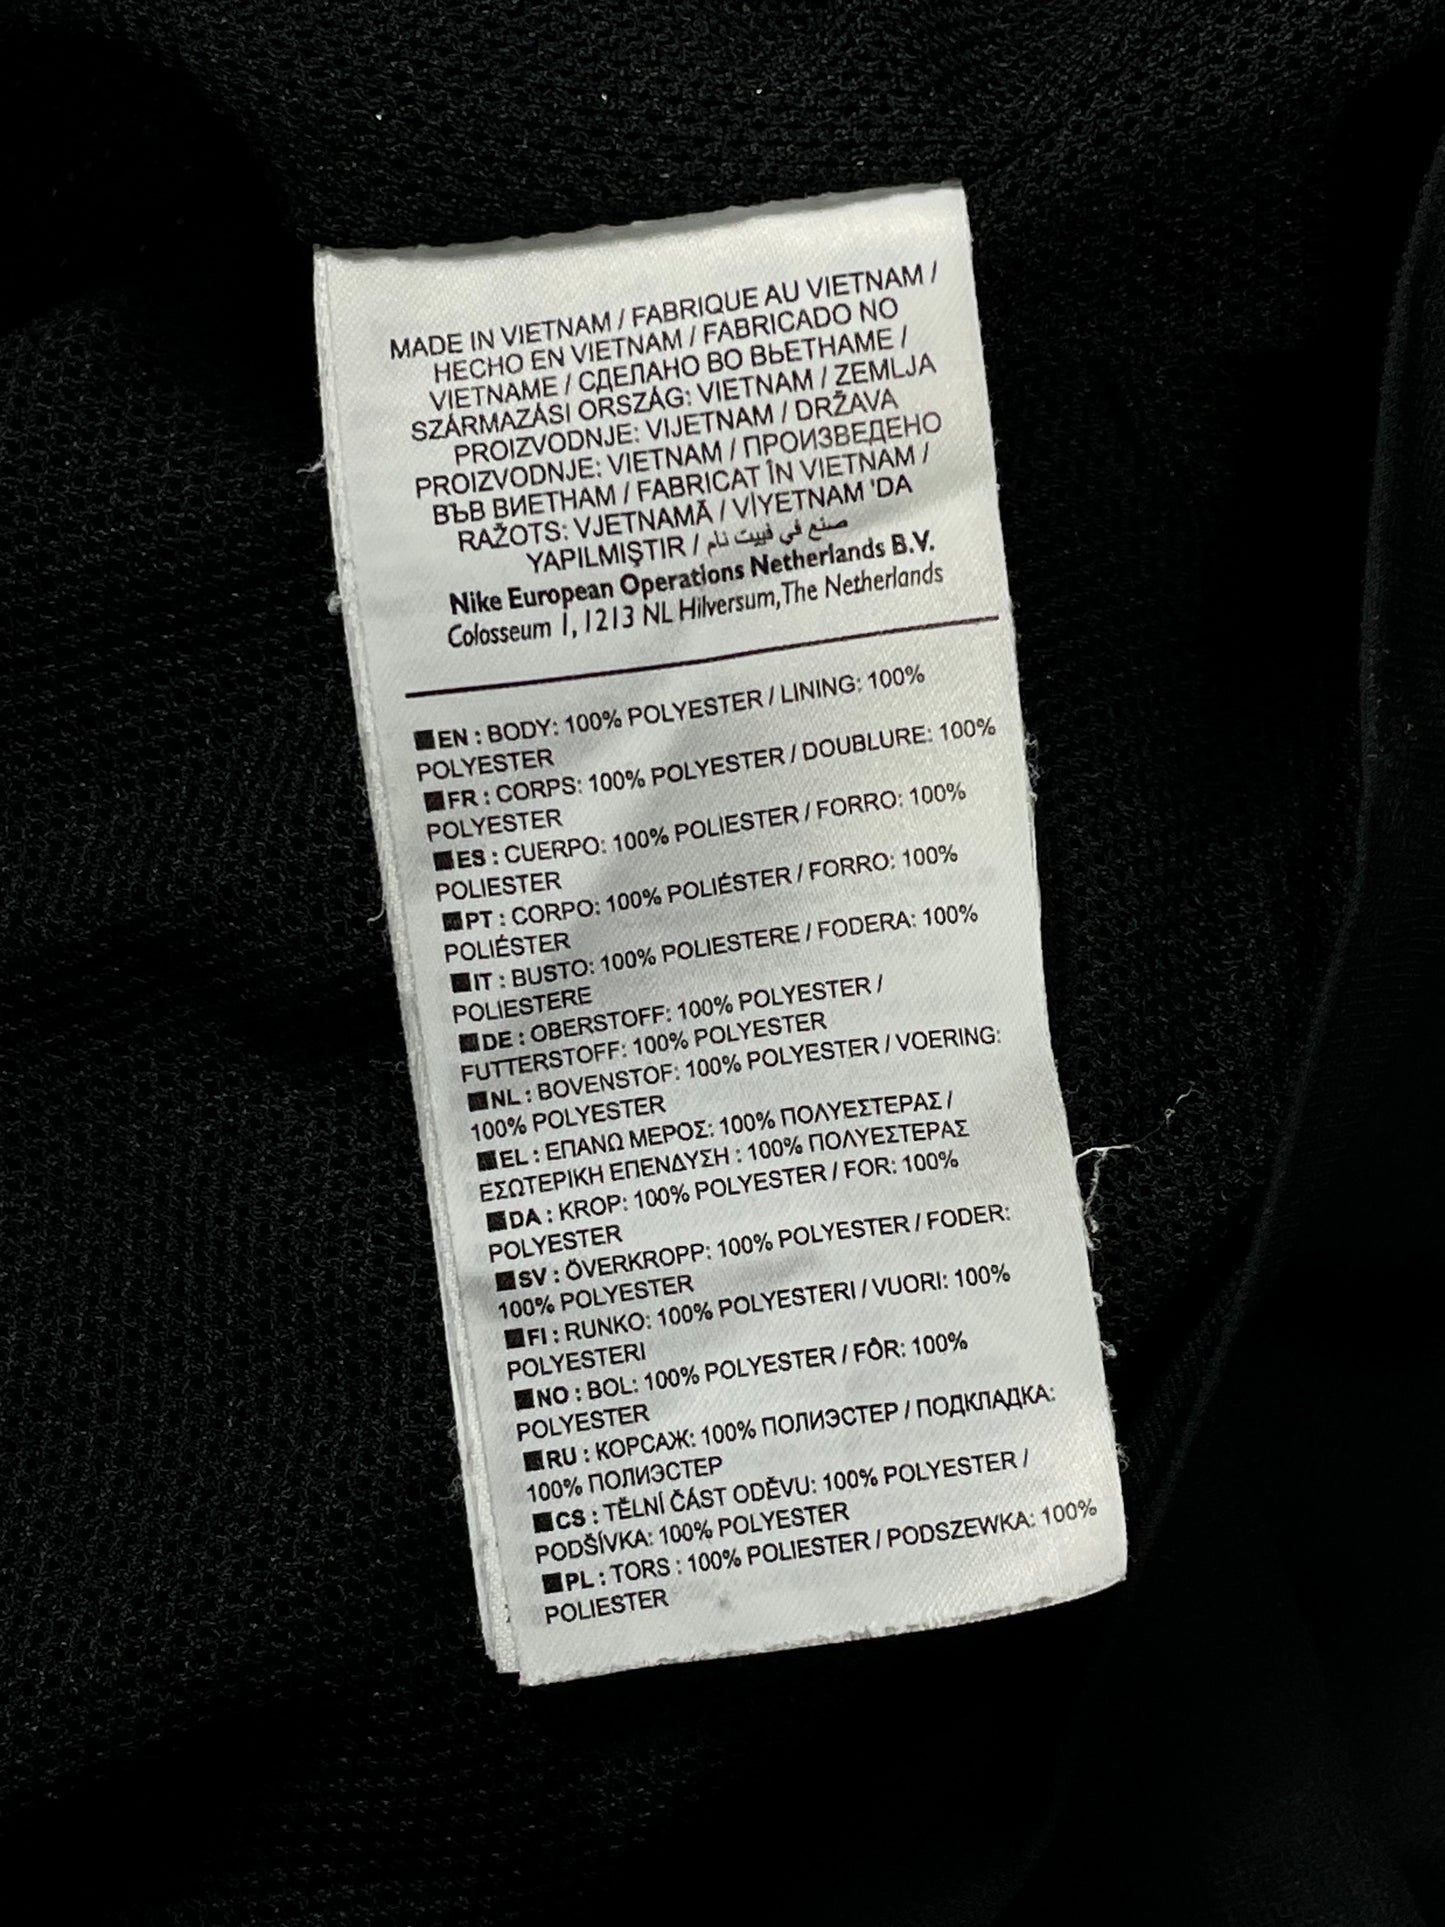 MADE IN VIETNAM / FABRIQUE AU VIETNAM /
HECHO EN VIETNAM / FABRICADO NO
VIETNAME / СДЕЛАНО ВО ВЬЕТНАМЕ /
SZÁRMAZÁSI ORSZÁG: VIETNAM / ZEMLJA
PROIZVODNJE: VIJETNAM / DRŽAVA
PROIZVODNJE: VIETNAM / ПРОИЗВЕДЕНО
ВЪВ ВИЕТНАМ / FABRICAT ÎN VIETNAM /
RAŽOTS: VJETNAMĀ / VİYETNAM 'DA
YAPILMIŞTIR / صنع في فييت نام
Nike European Operations Netherlands B.V.
Colosseum 1, 1213 NL Hilversum, The Netherlands
■EN : BODY: 100% POLYESTER / LINING: 100%
POLYESTER
■FR : CORPS: 100% POLYESTER / DOUBLURE: 100%
POLYESTER
■ES : CUERPO: 100% POLIESTER / FORRO: 100%
POLIESTER
■PT : CORPO: 100% POLIÉSTER / FORRO: 100%
POLIÉSTER
■IT : BUSTO: 100% POLIESTERE / FODERA: 100%
POLIESTERE
■DE : OBERSTOFF: 100% POLYESTER /
FUTTERSTOFF: 100% POLYESTER
■NL : BOVENSTOF: 100% POLYESTER / VOERING:
100% POLYESTER
■EL : ΕΠΑΝΩ ΜΕΡΟΣ: 100% ΠΟΛΥΕΣΤΕΡΑΣ /
ΕΣΩΤΕΡΙΚΗ ΕΠΕΝΔΥΣΗ : 100% ΠΟΛΥΕΣΤΕΡΑΣ
■DA : KROP: 100% POLYESTER / FOR: 100%
POLYESTER
■SV : ÖVERKROPP: 100% POLYESTER / FODER:
100% POLYESTER
■FI : RUNKO: 100% POLYESTERI / VUORI: 100%
POLYESTERI
■NO : BOL: 100% POLYESTER / FÔR: 100%
POLYESTER
■RU : КОРСАЖ: 100% ПОЛИЭСТЕР / ПОДКЛАДКА:
100% ПОЛИЭСТЕР
■CS : TĚLNÍ ČÁST ODĚVU: 100% POLYESTER /
PODŠÍVKA: 100% POLYESTER
■PL : TORS : 100% POLIESTER / PODSZEWKA: 100%
POLIESTER